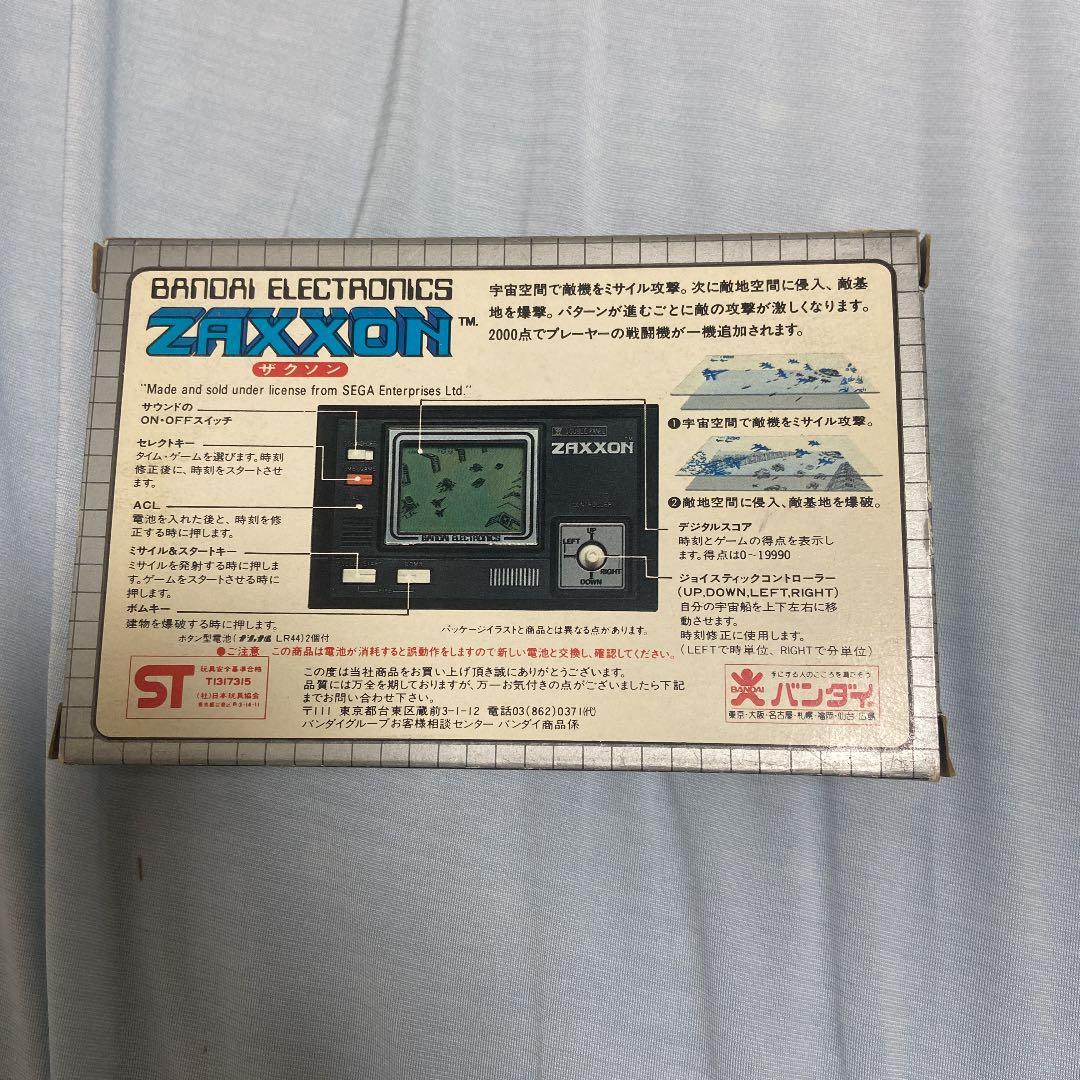 BANDAI ELECTRONICS
ZAXXON TM.
ザクソン
"Made and sold under license from SEGA Enterprises Ltd."
宇宙空間で敵機をミサイル攻撃。次に敵地空間に侵入、敵基
地を爆撃。パターンが進むごとに敵の攻撃が激しくなります。
2000点でプレーヤーの戦闘機が一機追加されます。
サウンドの
ON・OFFスイッチ
セレクトキー
タイム・ゲームを選びます。時刻
修正後に、時刻をスタートさせ
ます。
ACL
電池を入れた後と、時刻を修
正する時に押します。
ミサイル&スタートキー
ミサイルを発射する時に押しま
す。ゲームをスタートさせる時に
押します。
ボムキー
建物を爆破する時に押します。
ボタン型電池(ナショナル LR44)2個付
DOUBLE PANEL
ZAXXON
BANDAI ELECTRONICS
UP
LEFT
RIGHT
DOWN
パッケージイラストと商品とは異なる点があります。
❶宇宙空間で敵機をミサイル攻撃。
❷敵地空間に侵入、敵基地を爆破。
デジタルスコア
時刻とゲームの得点を表示し
ます。得点は0~19990
ジョイスティックコントローラー
(UP,DOWN,LEFT,RIGHT)
自分の宇宙船を上下左右に移
動させます。
時刻修正に使用します。
(LEFTで時単位、RIGHTで分単位)
●ご注意 この商品は電池が消耗すると誤動作をしますので新しい電池と交換し、確認してください。
ST
玩具安全基準合格
T1317315
(社)日本玩具協会
この度は当社商品をお買い上げ頂き誠にありがとうございます。
品質には万全を期しておりますが、万一お気付きの点がございましたら下記
までお問い合わせ下さい。
〒111 東京都台東区蔵前3-1-12 電話03(862)0371(代)
バンダイグループお客様相談センター バンダイ商品係
手にする人のこころを満びそう
BANDAI バンダイ
東京・大阪・名古屋・札幌・福岡・仙台・広島